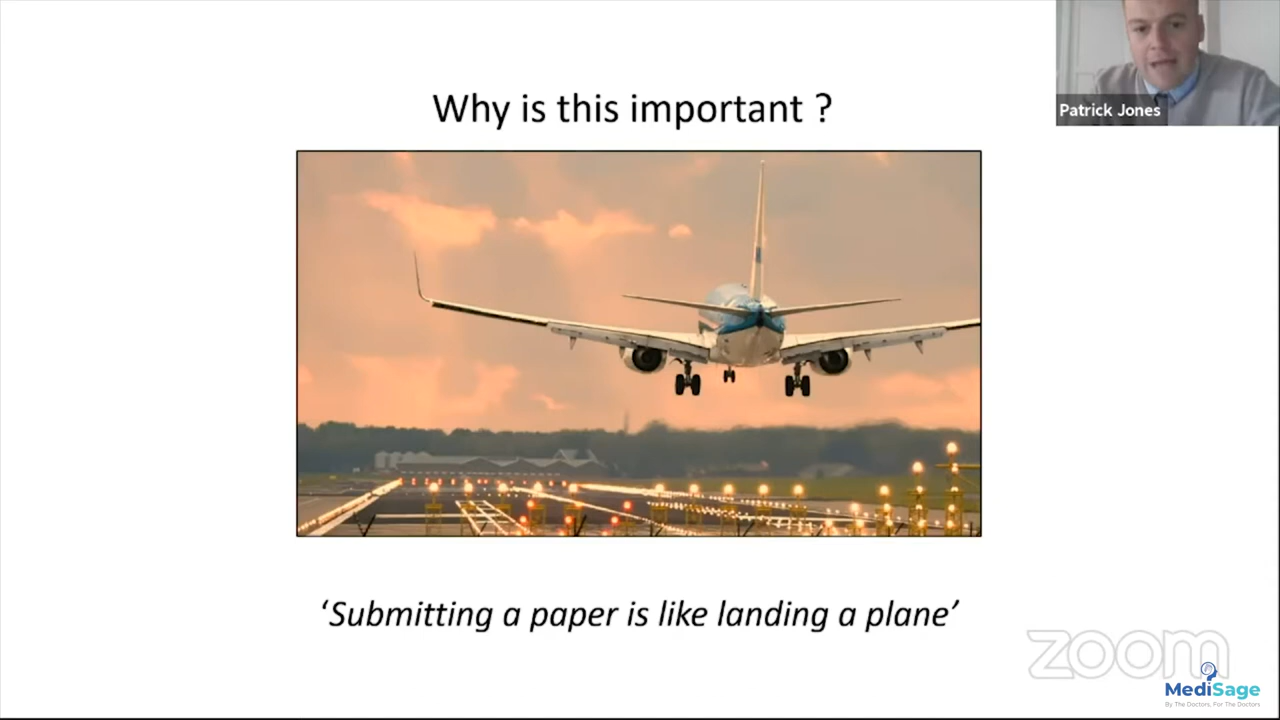 Patrick Jones
Why is this important ?
‘Submitting a paper is like landing a plane’
zoom
MediSage
By The Doctors. For The Doctors